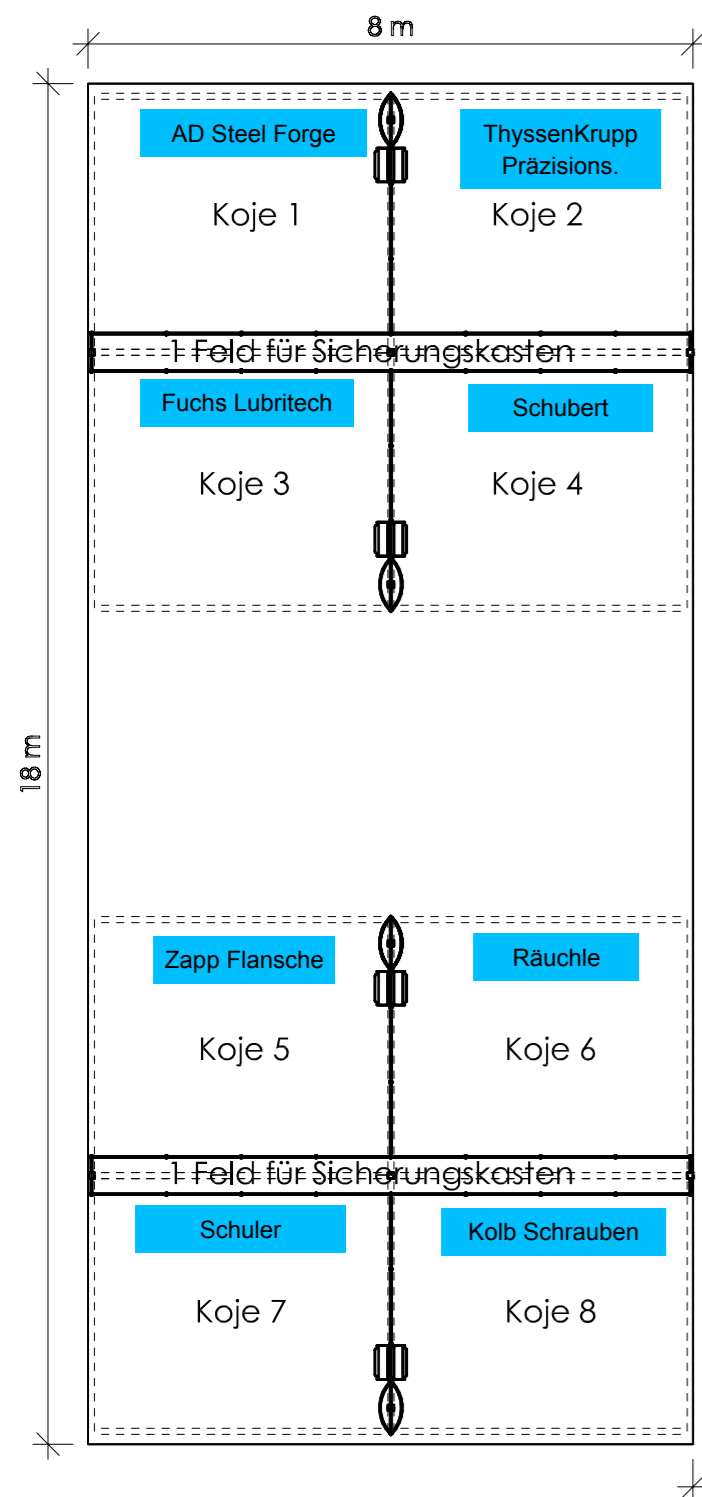 8 m
AD Steel Forge
ThyssenKrupp
Präzisions.
Koje 1
Koje 2
1 Feld für Sicherungskasten
Fuchs Lubritech
Schubert
Koje 3
Koje 4
18 m
Zapp Flansche
Räuchle
Koje 5
Koje 6
1 Feld für Sicherungskasten
Schuler
Kolb Schrauben
Koje 7
Koje 8